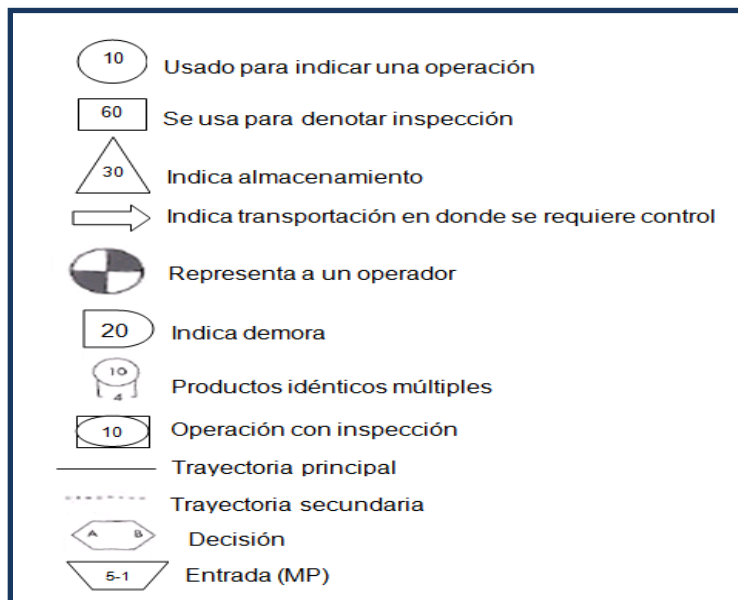 10 Usado para indicar una operación
60 Se usa para denotar inspección
30 Indica almacenamiento
Indica transportación en donde se requiere control
Representa a un operador
20 Indica demora
10
4 Productos idénticos múltiples
10 Operación con inspección
Trayectoria principal
Trayectoria secundaria
A B Decisión
5-1 Entrada (MP)